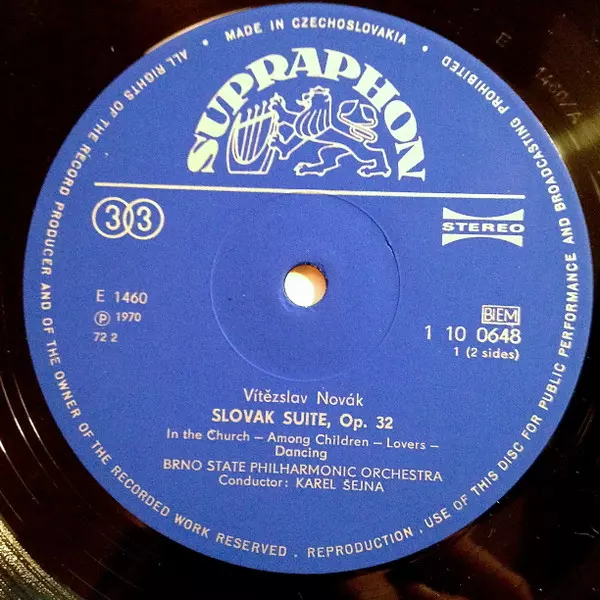 MADE IN CZECHOSLOVAKIA
SUPRAPHON
33
STEREO
E 1460
Ⓟ 1970
72 2
BIEM
1 10 0648
1 (2 sides)
Vítězslav Novák
SLOVAK SUITE, Op. 32
In the Church – Among Children – Lovers –
Dancing
BRNO STATE PHILHARMONIC ORCHESTRA
Conductor: KAREL ŠEJNA
ALL RIGHTS OF THE RECORD PRODUCER AND OF THE OWNER OF THE RECORDED WORK RESERVED . REPRODUCTION . USE OF THIS DISC FOR PUBLIC PERFORMANCE AND BROADCASTING PROHIBITED
E 1460/A